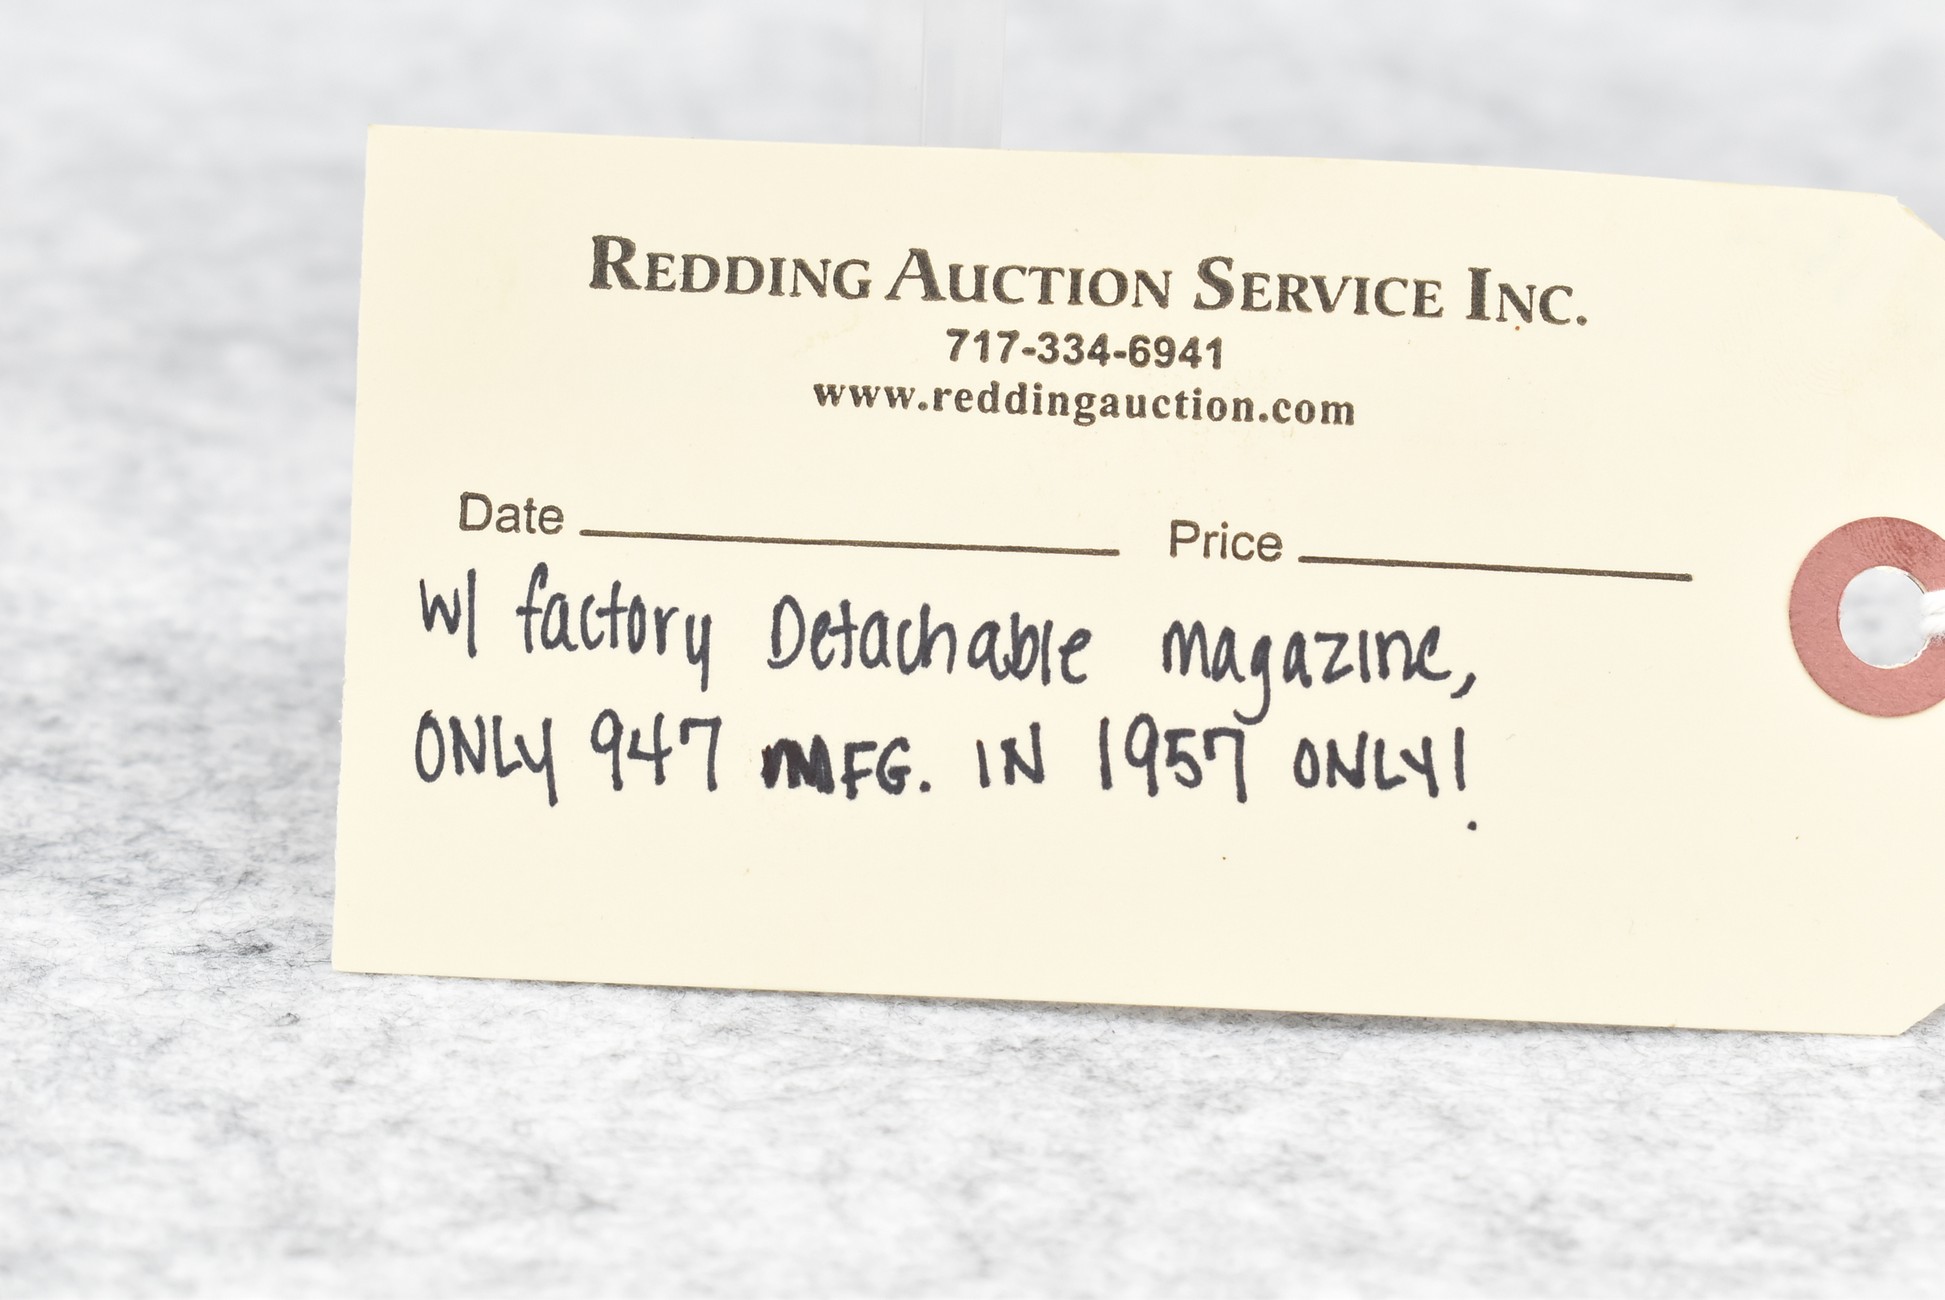 REDDING AUCTION SERVICE INC.
717-334-6941
www.reddingauction.com
Date Price
W/ factory Detachable magazine,
ONLY 947 MFG. IN 1957 ONLY!